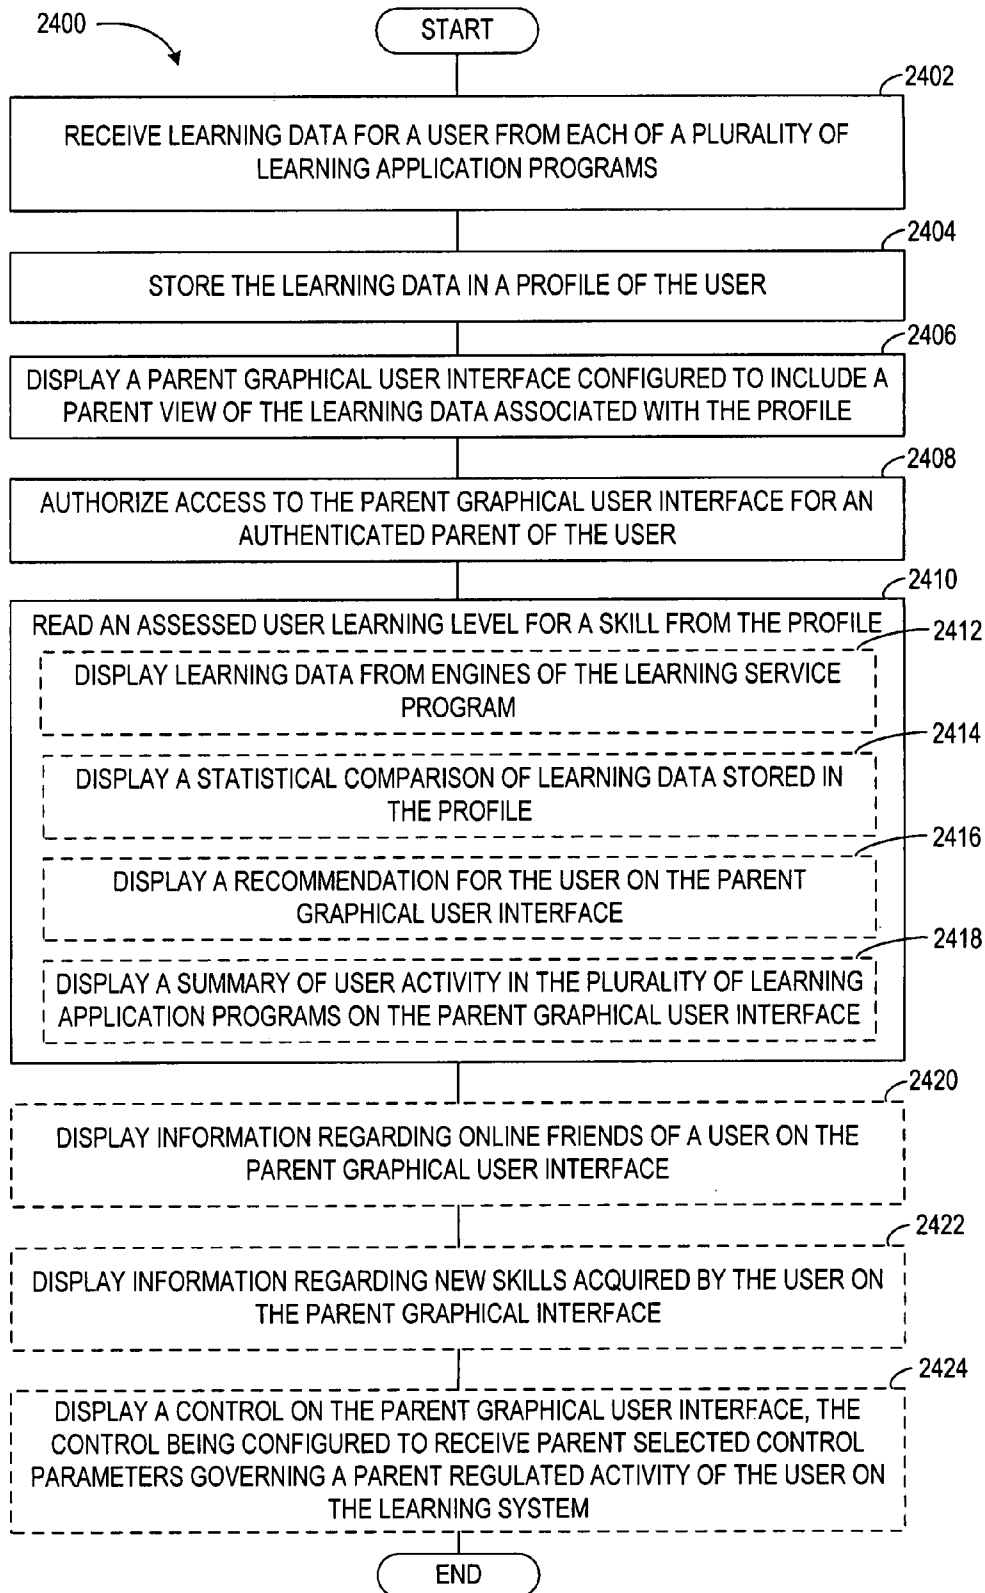 2400
START
2402
RECEIVE LEARNING DATA FOR A USER FROM EACH OF A PLURALITY OF
LEARNING APPLICATION PROGRAMS
2404
STORE THE LEARNING DATA IN A PROFILE OF THE USER
2406
DISPLAY A PARENT GRAPHICAL USER INTERFACE CONFIGURED TO INCLUDE A
PARENT VIEW OF THE LEARNING DATA ASSOCIATED WITH THE PROFILE
2408
AUTHORIZE ACCESS TO THE PARENT GRAPHICAL USER INTERFACE FOR AN
AUTHENTICATED PARENT OF THE USER
2410
READ AN ASSESSED USER LEARNING LEVEL FOR A SKILL FROM THE PROFILE
2412
DISPLAY LEARNING DATA FROM ENGINES OF THE LEARNING SERVICE
PROGRAM
2414
DISPLAY A STATISTICAL COMPARISON OF LEARNING DATA STORED IN
THE PROFILE
2416
DISPLAY A RECOMMENDATION FOR THE USER ON THE PARENT
GRAPHICAL USER INTERFACE
2418
DISPLAY A SUMMARY OF USER ACTIVITY IN THE PLURALITY OF LEARNING
APPLICATION PROGRAMS ON THE PARENT GRAPHICAL USER INTERFACE
2420
DISPLAY INFORMATION REGARDING ONLINE FRIENDS OF A USER ON THE
PARENT GRAPHICAL USER INTERFACE
2422
DISPLAY INFORMATION REGARDING NEW SKILLS ACQUIRED BY THE USER ON
THE PARENT GRAPHICAL INTERFACE
2424
DISPLAY A CONTROL ON THE PARENT GRAPHICAL USER INTERFACE, THE
CONTROL BEING CONFIGURED TO RECEIVE PARENT SELECTED CONTROL
PARAMETERS GOVERNING A PARENT REGULATED ACTIVITY OF THE USER ON
THE LEARNING SYSTEM
END